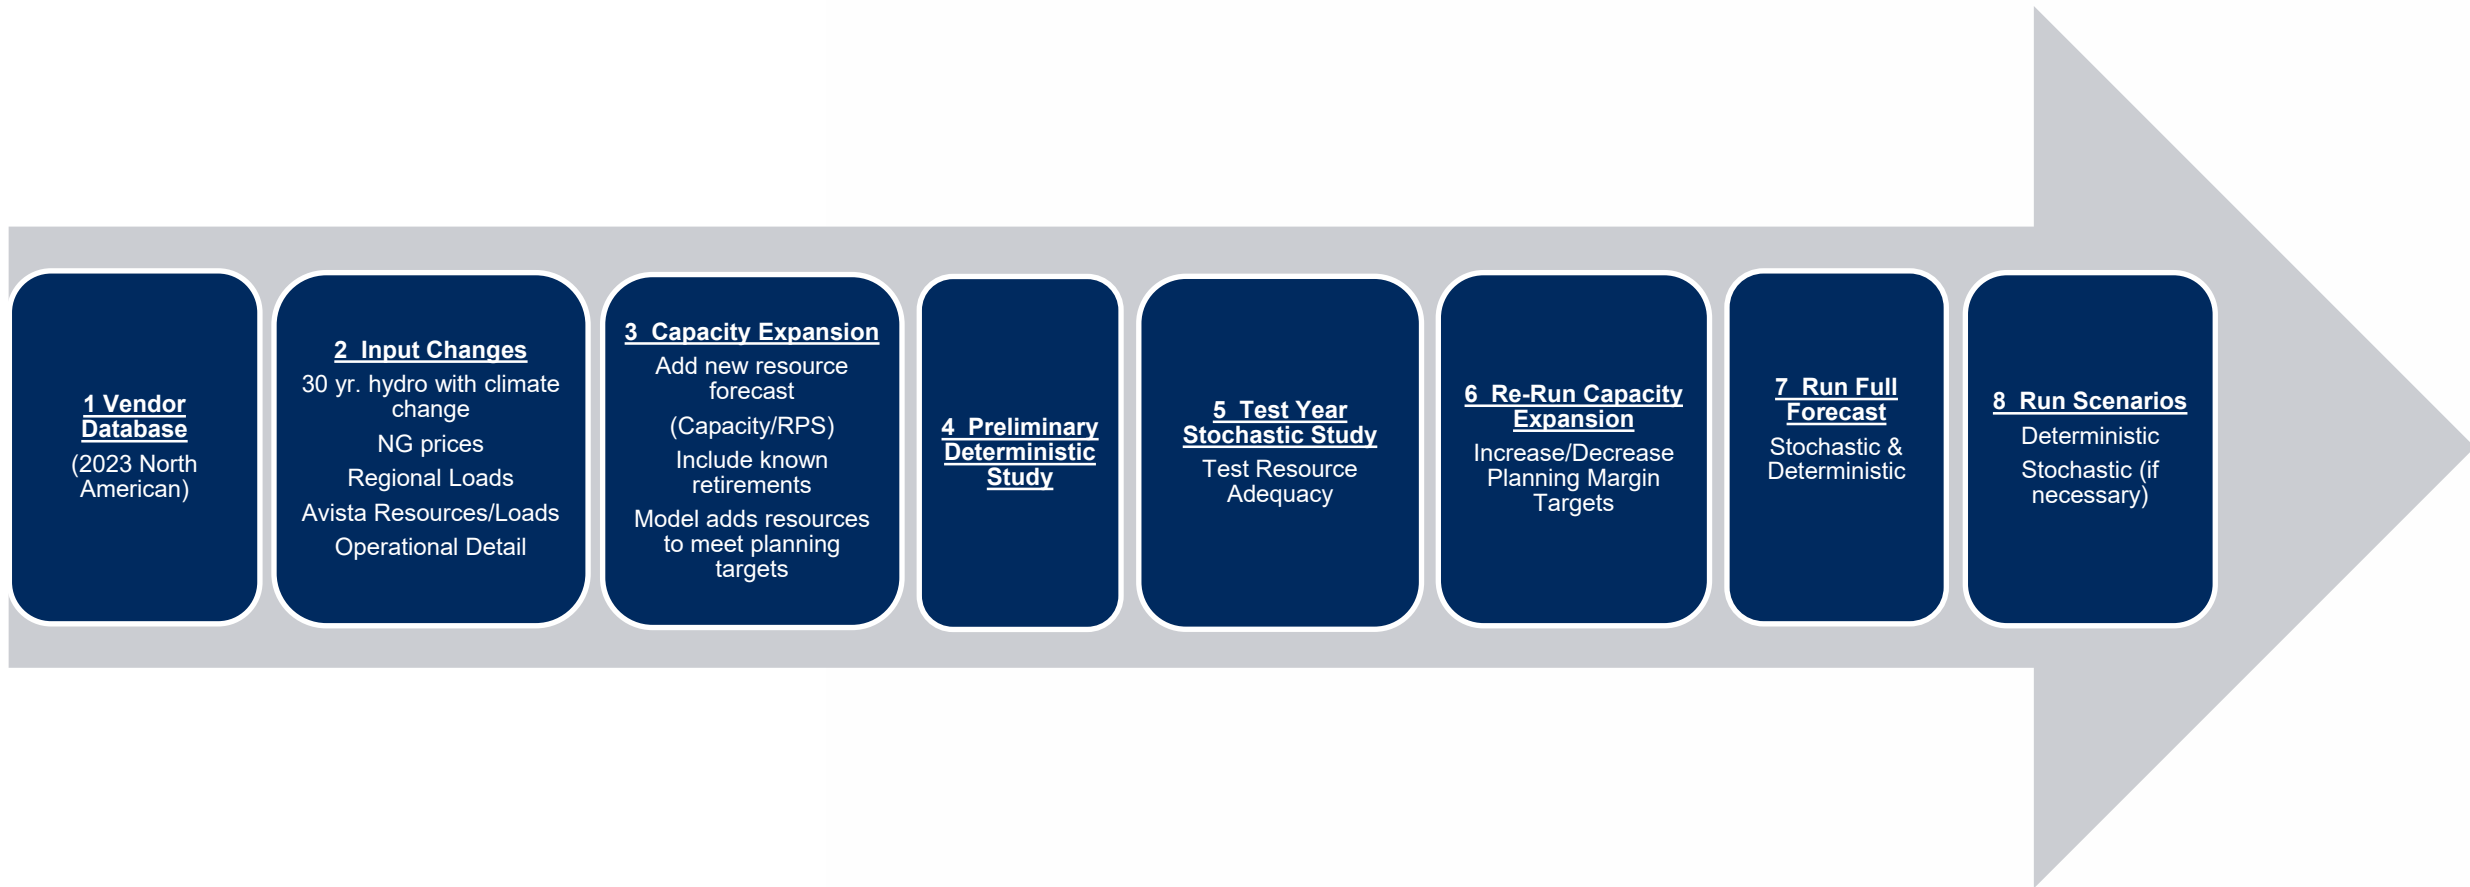 1 Vendor
Database
(2023 North
American)
2  Input Changes
30 yr. hydro with climate
change
NG prices
Regional Loads
Avista Resources/Loads
Operational Detail
3  Capacity Expansion
Add new resource
forecast
(Capacity/RPS)
Include known
retirements
Model adds resources
to meet planning
targets
4  Preliminary
Deterministic
Study
5  Test Year
Stochastic Study
Test Resource
Adequacy
6  Re-Run Capacity
Expansion
Increase/Decrease
Planning Margin
Targets
7  Run Full
Forecast
Stochastic &
Deterministic
8  Run Scenarios
Deterministic
Stochastic (if
necessary)